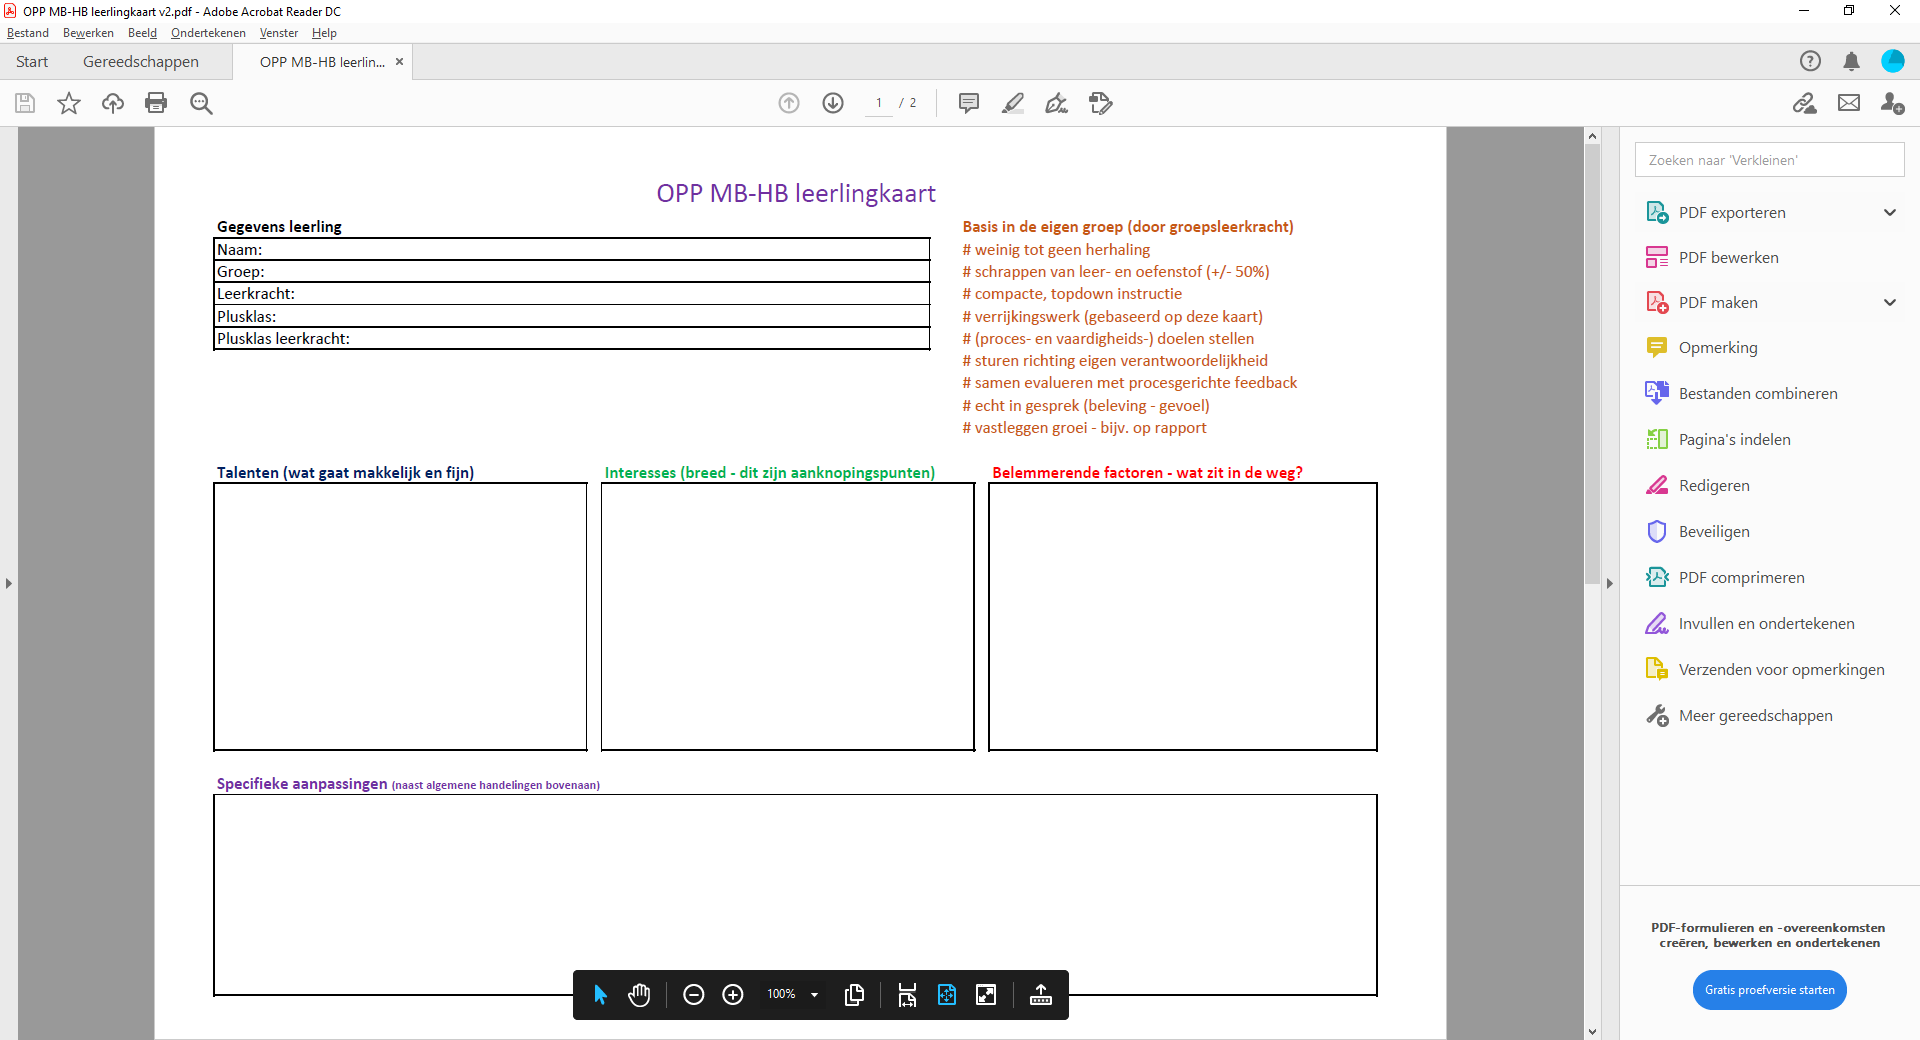 OPP MB-HB leerlingkaart v2.pdf - Adobe Acrobat Reader DC
Bestand Bewerken Beeld Ondertekenen Venster Help
Start Gereedschappen OPP MB-HB leerlin... ×
1 / 2
OPP MB-HB leerlingkaart
Gegevens leerling
Naam:
Groep:
Leerkracht:
Plusklas:
Plusklas leerkracht:
Basis in de eigen groep (door groepsleerkracht)
# weinig tot geen herhaling
# schrappen van leer- en oefenstof (+/- 50%)
# compacte, topdown instructie
# verrijkingswerk (gebaseerd op deze kaart)
# (proces- en vaardigheids-) doelen stellen
# sturen richting eigen verantwoordelijkheid
# samen evalueren met procesgerichte feedback
# echt in gesprek (beleving - gevoel)
# vastleggen groei - bijv. op rapport
Talenten (wat gaat makkelijk en fijn)
Interesses (breed - dit zijn aanknopingspunten)
Belemmerende factoren - wat zit in de weg?
Specifieke aanpassingen (naast algemene handelingen bovenaan)
100%
Zoeken naar 'Verkleinen'
PDF exporteren
PDF bewerken
PDF maken
Opmerking
Bestanden combineren
Pagina's indelen
Redigeren
Beveiligen
PDF comprimeren
Invullen en ondertekenen
Verzenden voor opmerkingen
Meer gereedschappen
PDF-formulieren en -overeenkomsten
creëren, bewerken en ondertekenen
Gratis proefversie starten